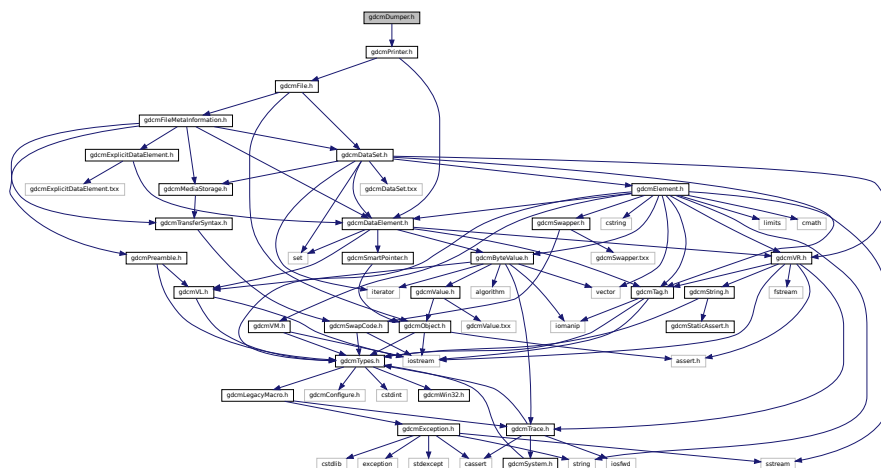 gdcmDumper.h
gdcmPrinter.h
gdcmFile.h
gdcmFileMetaInformation.h
gdcmExplicitDataElement.h
gdcmDataSet.h
gdcmExplicitDataElement.txx
gdcmMediaStorage.h
gdcmDataSet.txx
gdcmElement.h
gdcmTransferSyntax.h
gdcmDataElement.h
gdcmSwapper.h
cstring
limits
cmath
gdcmPreamble.h
set
gdcmSmartPointer.h
gdcmByteValue.h
gdcmSwapper.txx
gdcmVR.h
gdcmVL.h
iterator
gdcmValue.h
algorithm
vector
gdcmTag.h
gdcmString.h
fstream
gdcmVM.h
gdcmSwapCode.h
gdcmObject.h
gdcmValue.txx
iomanip
gdcmStaticAssert.h
gdcmTypes.h
iostream
assert.h
gdcmLegacyMacro.h
gdcmConfigure.h
cstdint
gdcmWin32.h
gdcmException.h
gdcmTrace.h
cstdlib
exception
stdexcept
cassert
gdcmSystem.h
string
iosfwd
sstream